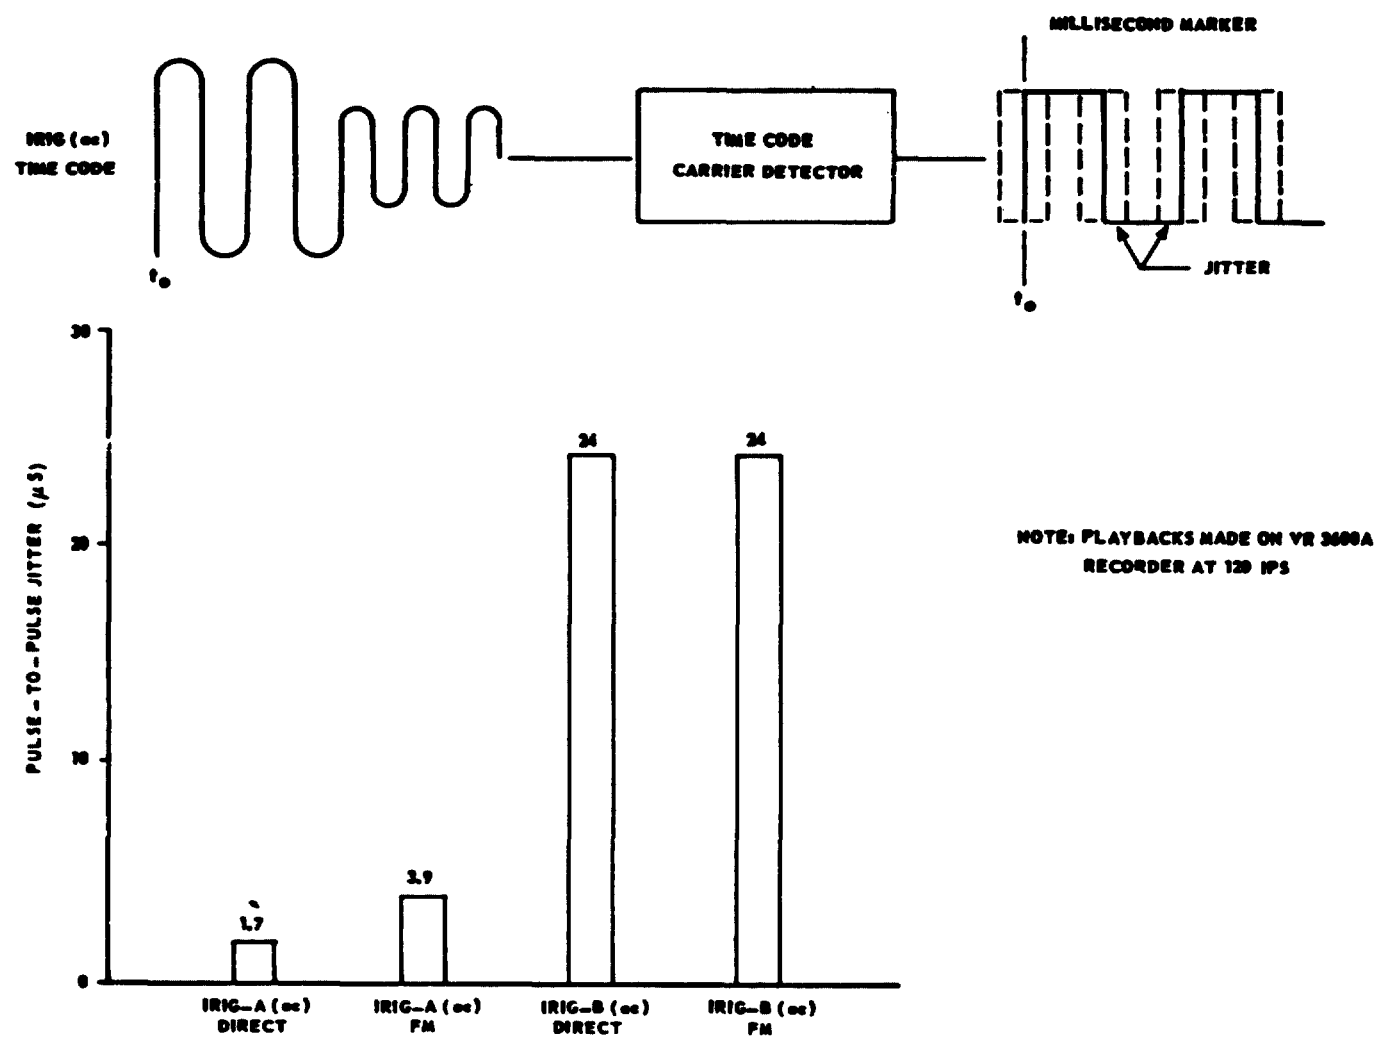 MILLISECOND MARKER
IRIG (ac)
TIME CODE
TIME CODE
CARRIER DETECTOR
JITTER
to
to
30
20
10
0
PULSE-TO-PULSE JITTER (μS)
1.7
3.9
24
24
NOTE: PLAYBACKS MADE ON VR 3600A
RECORDER AT 120 IPS
IRIG-A (ac)
DIRECT
IRIG-A (ac)
FM
IRIG-B (ac)
DIRECT
IRIG-B (ac)
FM